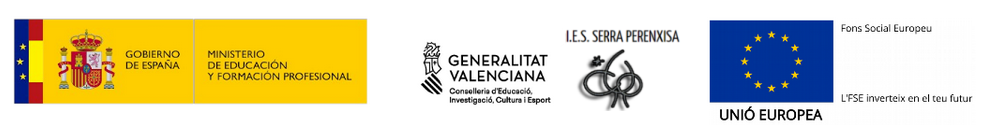 GOBIERNO
DE ESPAÑA
MINISTERIO
DE EDUCACIÓN
Y FORMACIÓN PROFESIONAL
GENERALITAT
VALENCIANA
Conselleria d'Educació,
Investigació, Cultura i Esport
I.E.S. SERRA PERENXISA
UNIÓ EUROPEA
Fons Social Europeu
L'FSE inverteix en el teu futur